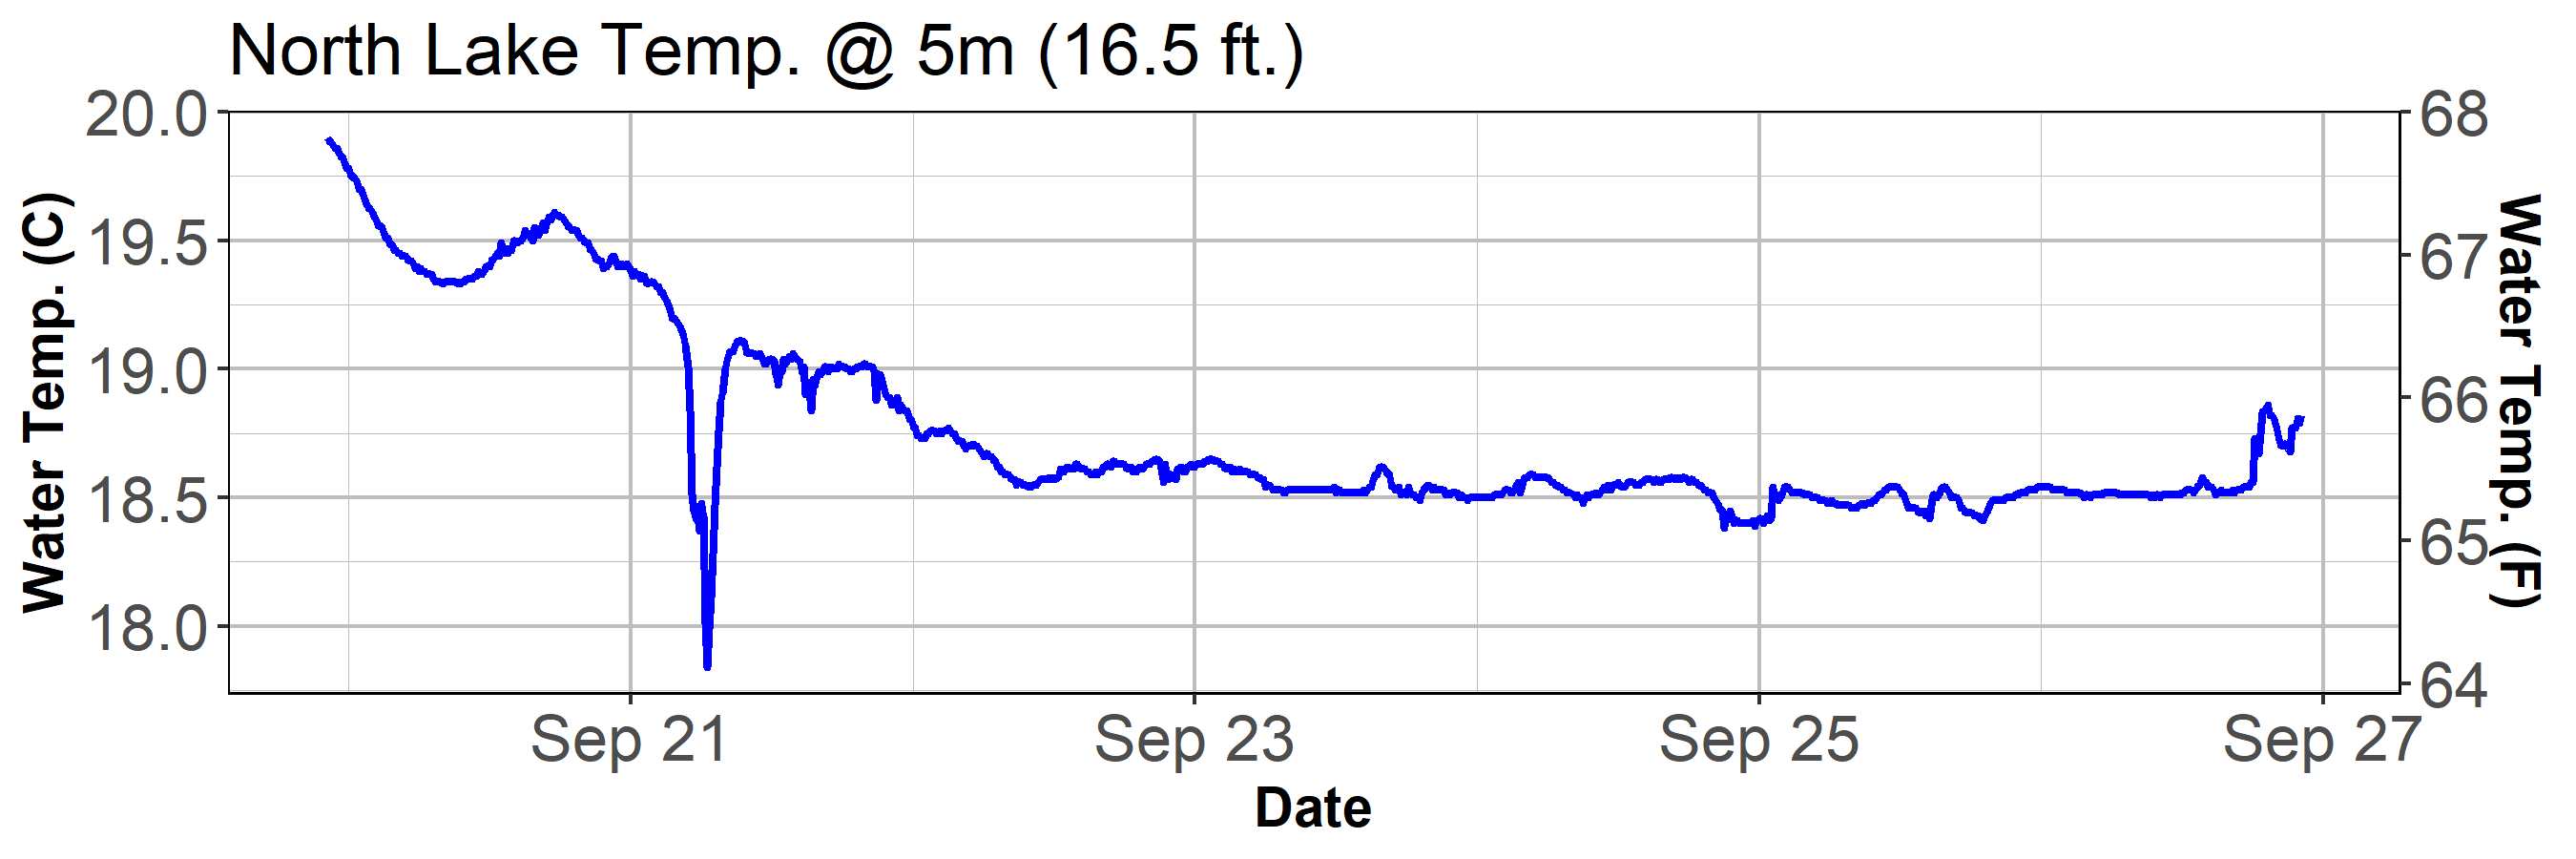 North Lake Temp. @ 5m (16.5 ft.)
Water Temp. (C)
20.0
19.5
19.0
18.5
18.0
68
67
66
65
64
Water Temp. (F)
Sep 21 Sep 23 Sep 25 Sep 27
Date